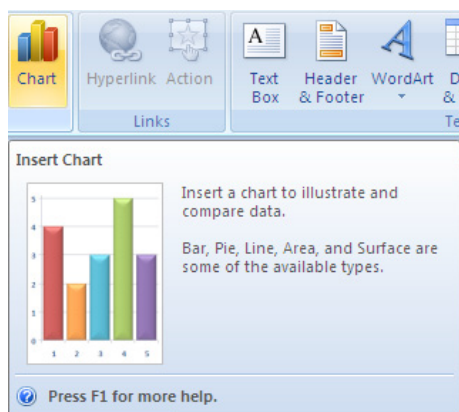 Chart
Hyperlink Action
Text Box
Header & Footer
WordArt
D
&
Links
Te
Insert Chart
Insert a chart to illustrate and
compare data.
Bar, Pie, Line, Area, and Surface are
some of the available types.
5
4
3
2
1
0
1 2 3 4 5
Press F1 for more help.